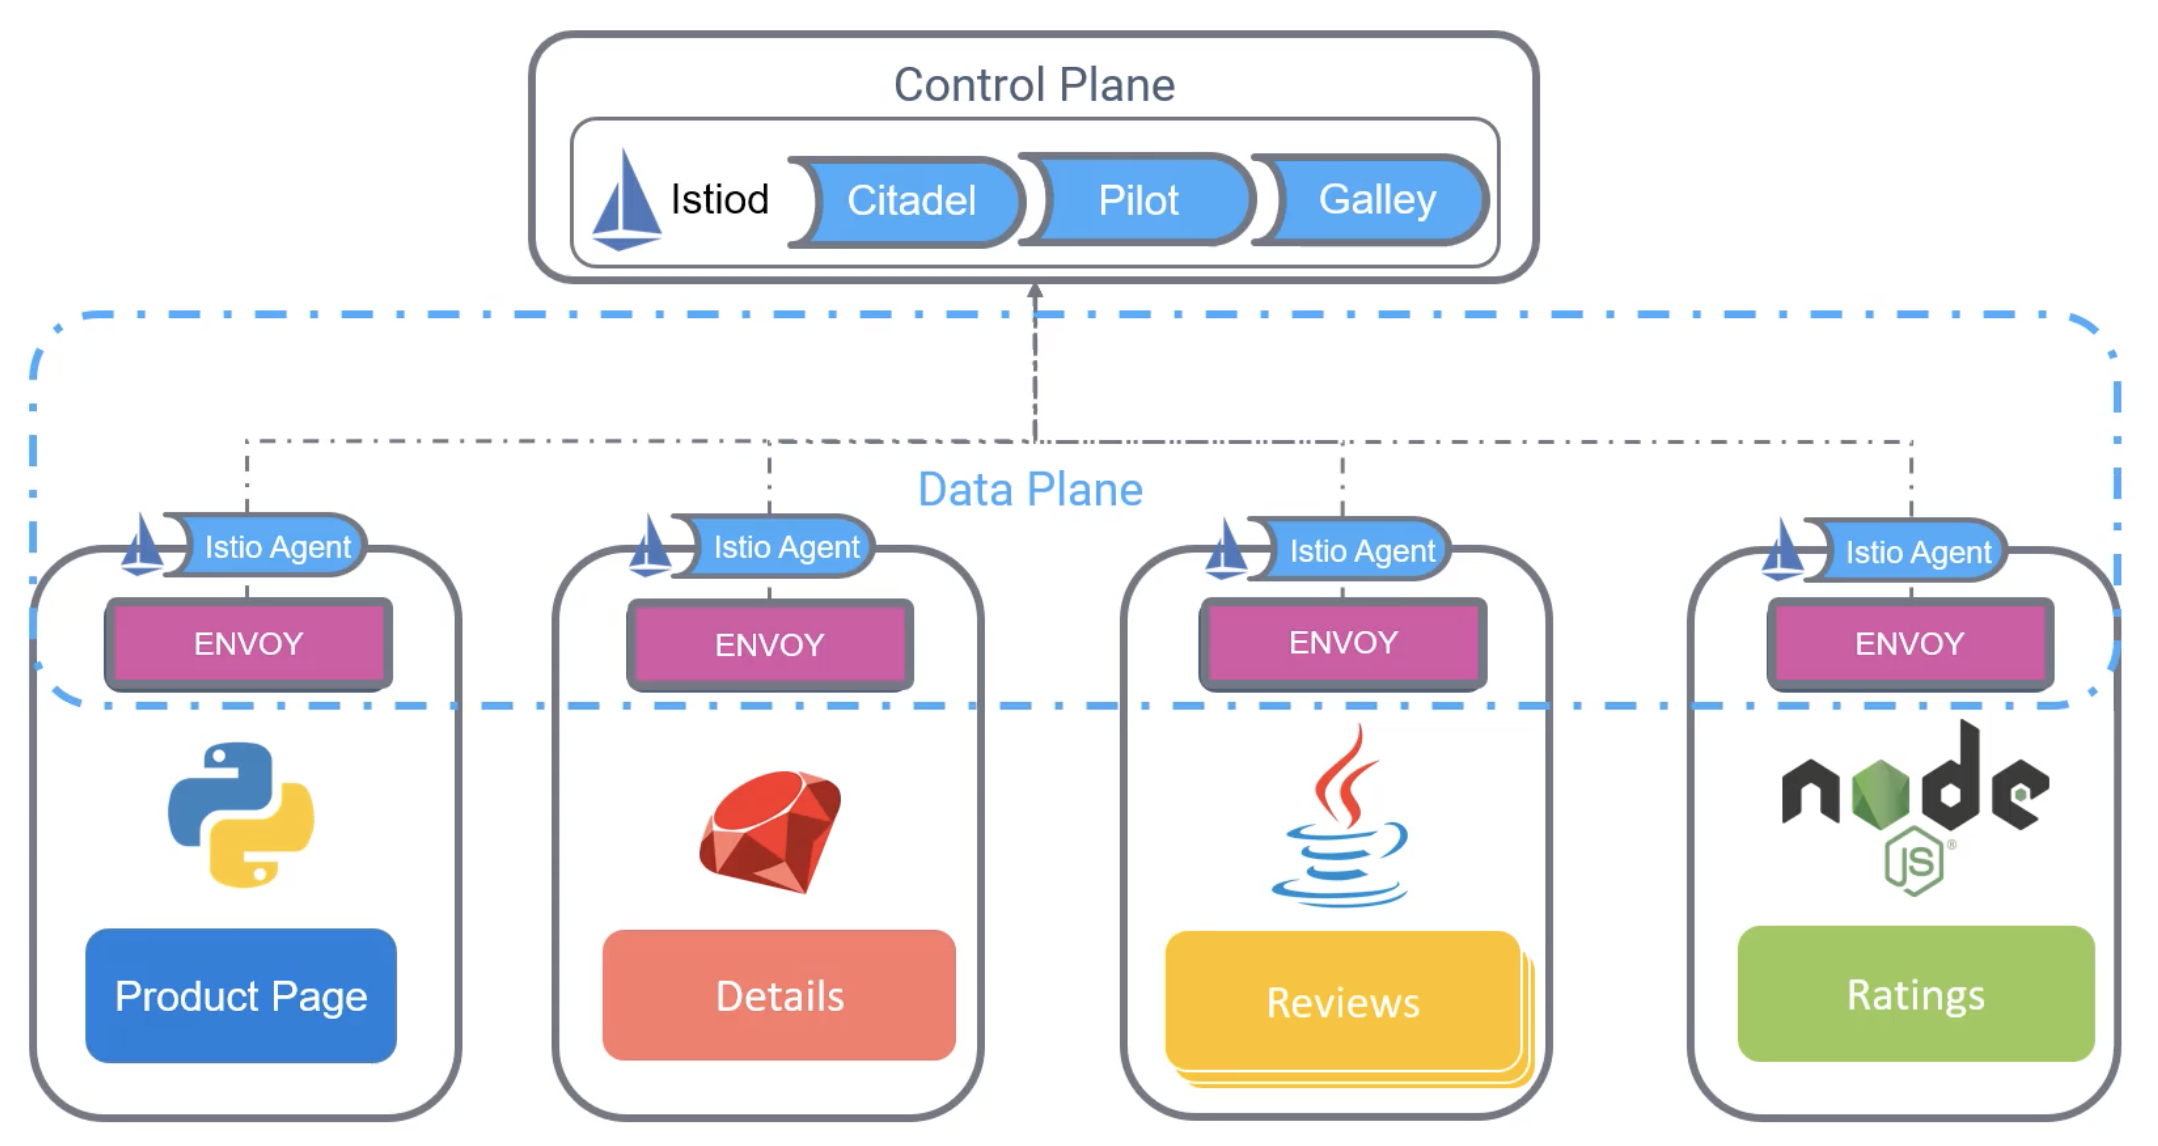 Control Plane
Istiod Citadel Pilot Galley
Data Plane
Istio Agent Istio Agent Istio Agent Istio Agent
ENVOY ENVOY ENVOY ENVOY
node
JS ®
Product Page Details Reviews Ratings